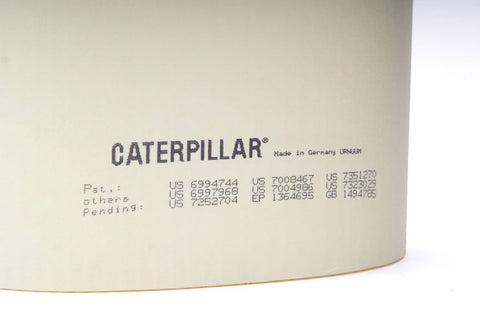 CATERPILLAR® Made in Germany URNUUM
Pat.: US 6994744 US 7008467 US 7351270
others US 6997968 US 7004986 US 7323029
Pending: US 7252704 EP 1364695 GB 1494785